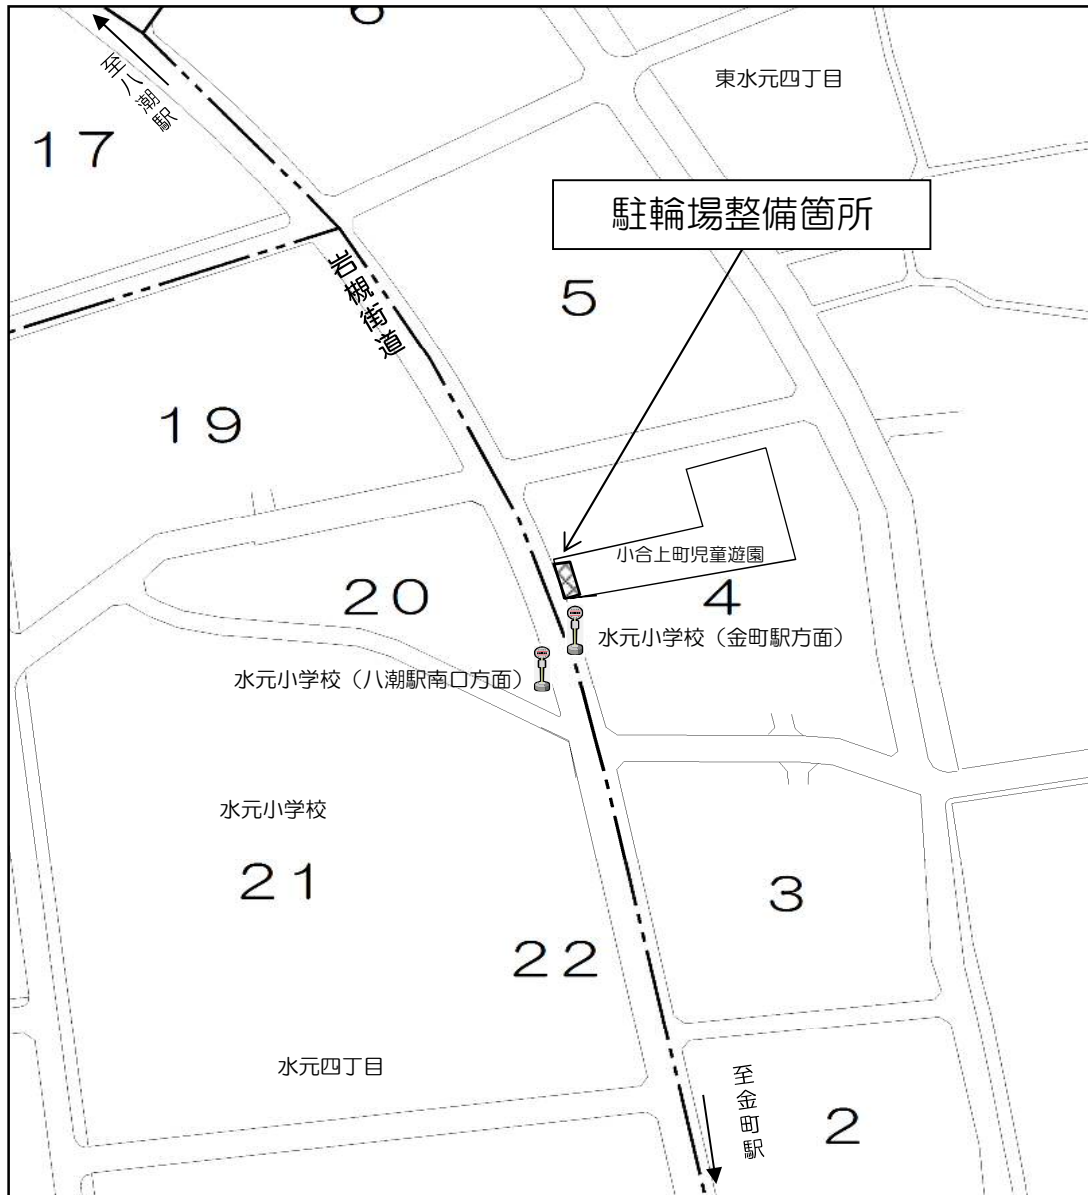 6
至八潮駅
東水元四丁目
17
駐輪場整備箇所
岩槻街道
5
19
小合上町児童遊園
20
4
水元小学校（金町駅方面）
水元小学校（八潮駅南口方面）
水元小学校
21
3
22
水元四丁目
至金町駅
2